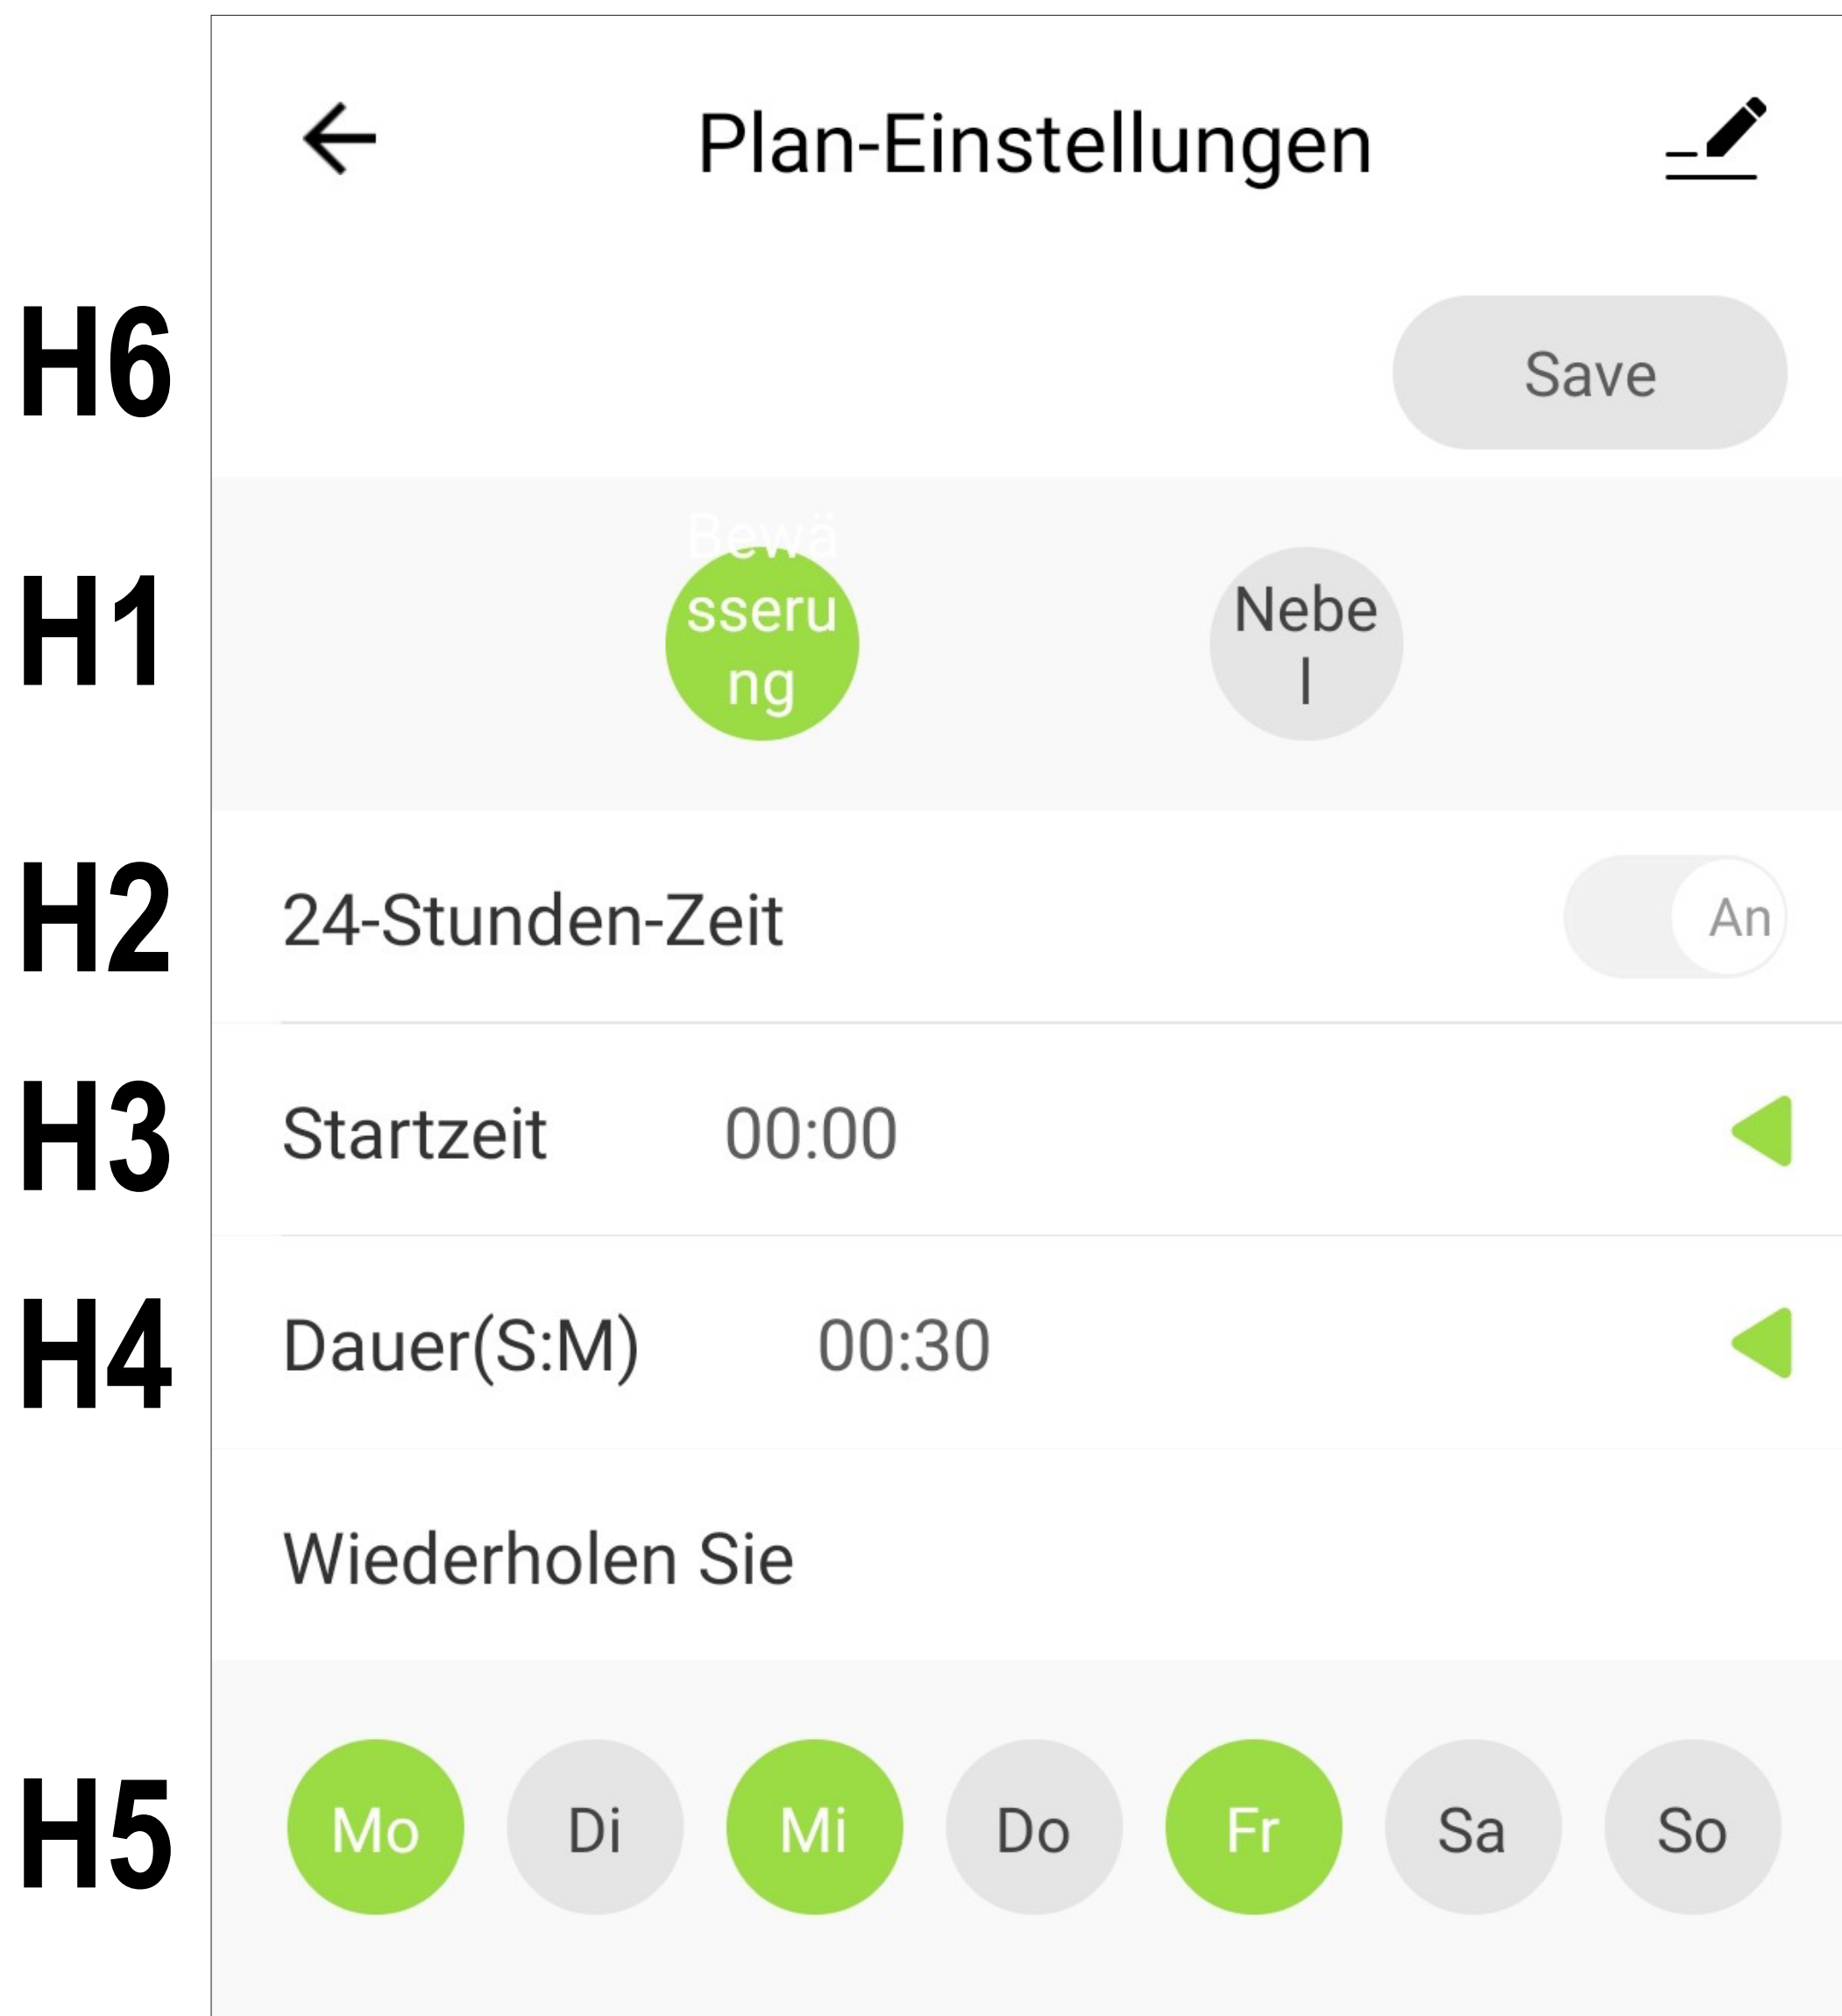 Plan-Einstellungen
H6 Save
H1
Bewä
sseru
ng
Nebe
l
H2 24-Stunden-Zeit An
H3 Startzeit 00:00
H4 Dauer(S:M) 00:30
Wiederholen Sie
H5 Mo Di Mi Do Fr Sa So